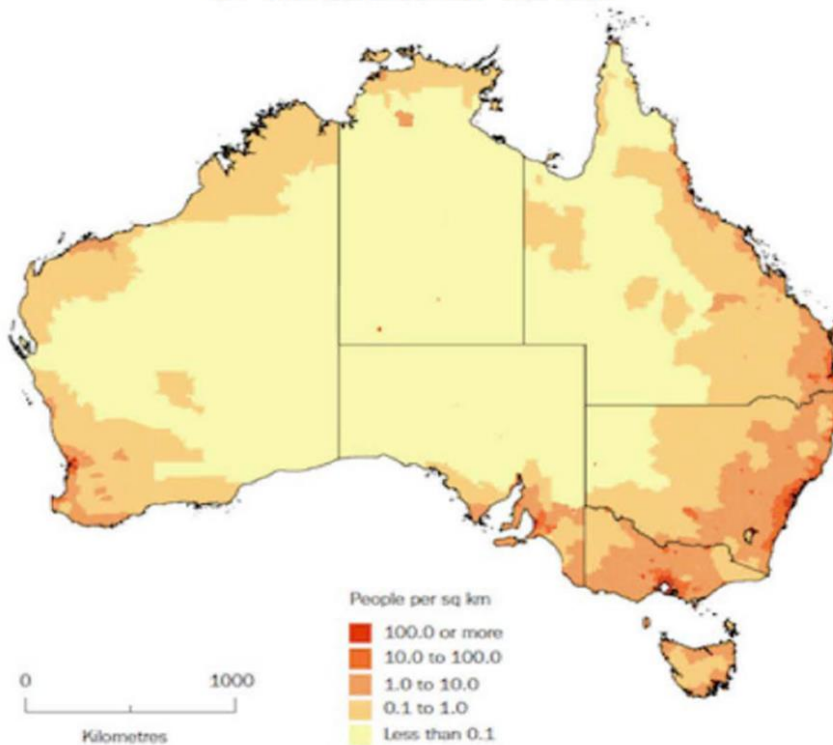 People per sq km
100.0 or more
10.0 to 100.0
1.0 to 10.0
0.1 to 1.0
Less than 0.1
0 1000
Kilometres